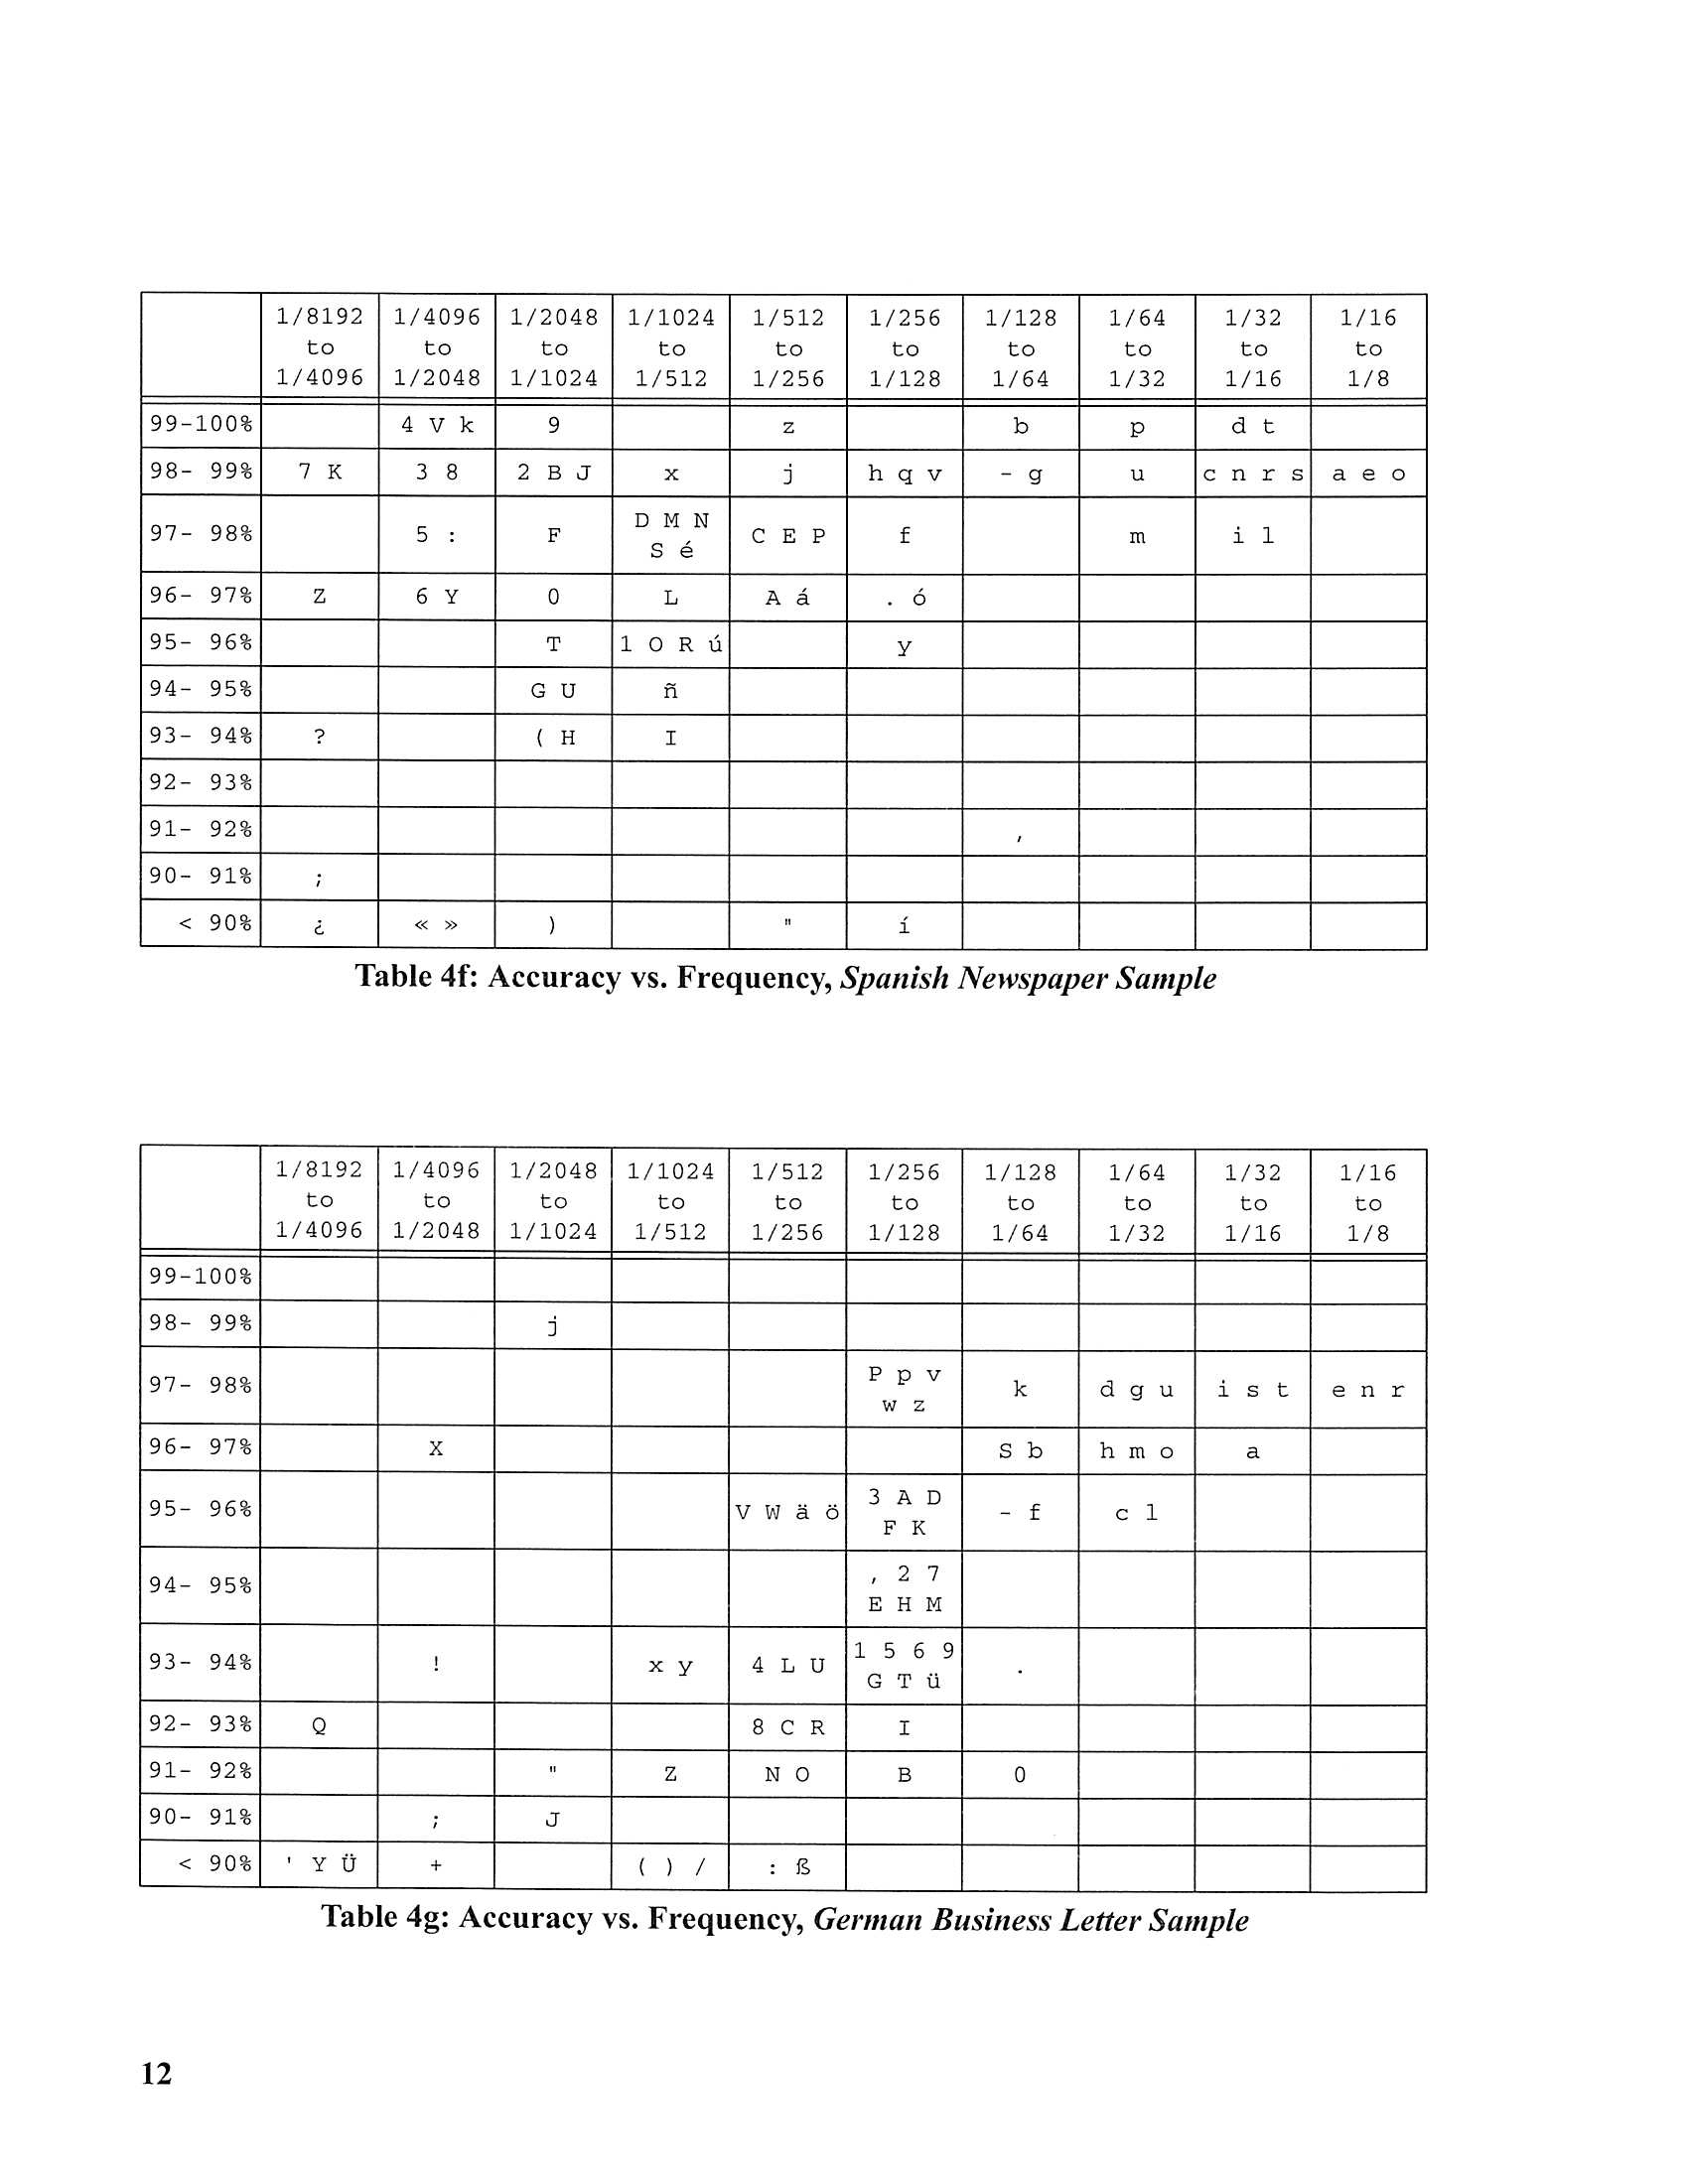 1/8192 1/4096 1/2048 1/1024 1/512 1/256 1/128 1/64 1/32 1/16
to to to to to to to to to to
1/4096 1/2048 1/1024 1/512 1/256 1/128 1/64 1/32 1/16 1/8
99-100% 4 V k 9 z b p d t
98- 99% 7 K 3 8 2 B J x j h q v - g u c n r s a e o
97- 98% 5 : F D M N S é C E P f m i l
96- 97% Z 6 Y 0 L A á . ó
95- 96% T 1 O R ú y
94- 95% G U ñ
93- 94% ? ( H I
92- 93%
91- 92% ,
90- 91% ;
< 90% ¿ « » ) " í
Table 4f: Accuracy vs. Frequency, Spanish Newspaper Sample
1/8192 1/4096 1/2048 1/1024 1/512 1/256 1/128 1/64 1/32 1/16
to to to to to to to to to to
1/4096 1/2048 1/1024 1/512 1/256 1/128 1/64 1/32 1/16 1/8
99-100%
98- 99% j
97- 98% P p v w z k d g u i s t e n r
96- 97% X S b h m o a
95- 96% V W ä ö 3 A D F K - f c l
94- 95% , 2 7 E H M
93- 94% ! x y 4 L U 1 5 6 9 G T ü .
92- 93% Q 8 C R I
91- 92% " Z N O B 0
90- 91% ; J
< 90% ' Y Ü + ( ) / : ß
Table 4g: Accuracy vs. Frequency, German Business Letter Sample
12